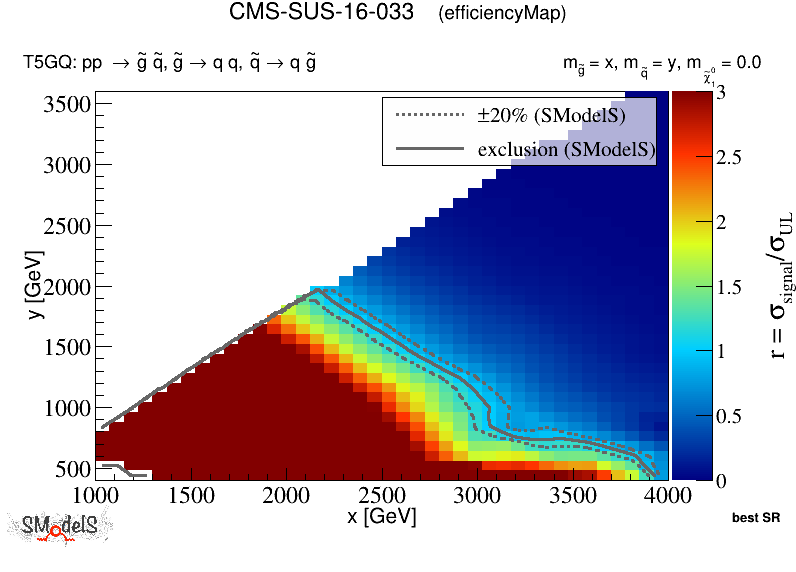 CMS-SUS-16-033 (efficiencyMap)
T5GQ: pp → g̃ q̃, g̃ → q q, q̃ → q g̃
m_g̃ = x, m_q̃ = y, m_χ̃₁⁰ = 0.0
±20% (SModelS)
exclusion (SModelS)
3500
3000
2500
2000
1500
1000
500
y [GeV]
1000 1500 2000 2500 3000 3500 4000
x [GeV]
3
2.5
2
1.5
1
0.5
0
r = σ_signal/σ_UL
SModelS
best SR